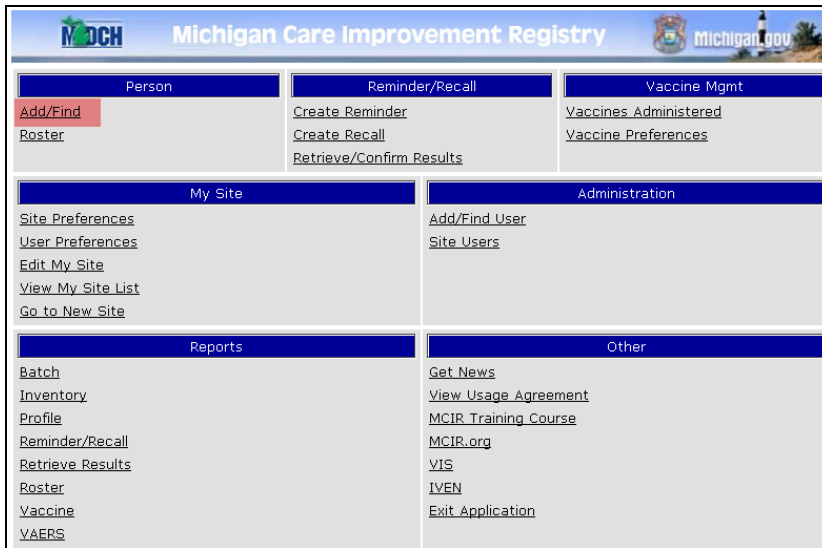 MDCH Michigan Care Improvement Registry Michigan.gov
Person
Add/Find
Roster
Reminder/Recall
Create Reminder
Create Recall
Retrieve/Confirm Results
Vaccine Mgmt
Vaccines Administered
Vaccine Preferences
My Site
Site Preferences
User Preferences
Edit My Site
View My Site List
Go to New Site
Administration
Add/Find User
Site Users
Reports
Batch
Inventory
Profile
Reminder/Recall
Retrieve Results
Roster
Vaccine
VAERS
Other
Get News
View Usage Agreement
MCIR Training Course
MCIR.org
VIS
IVEN
Exit Application